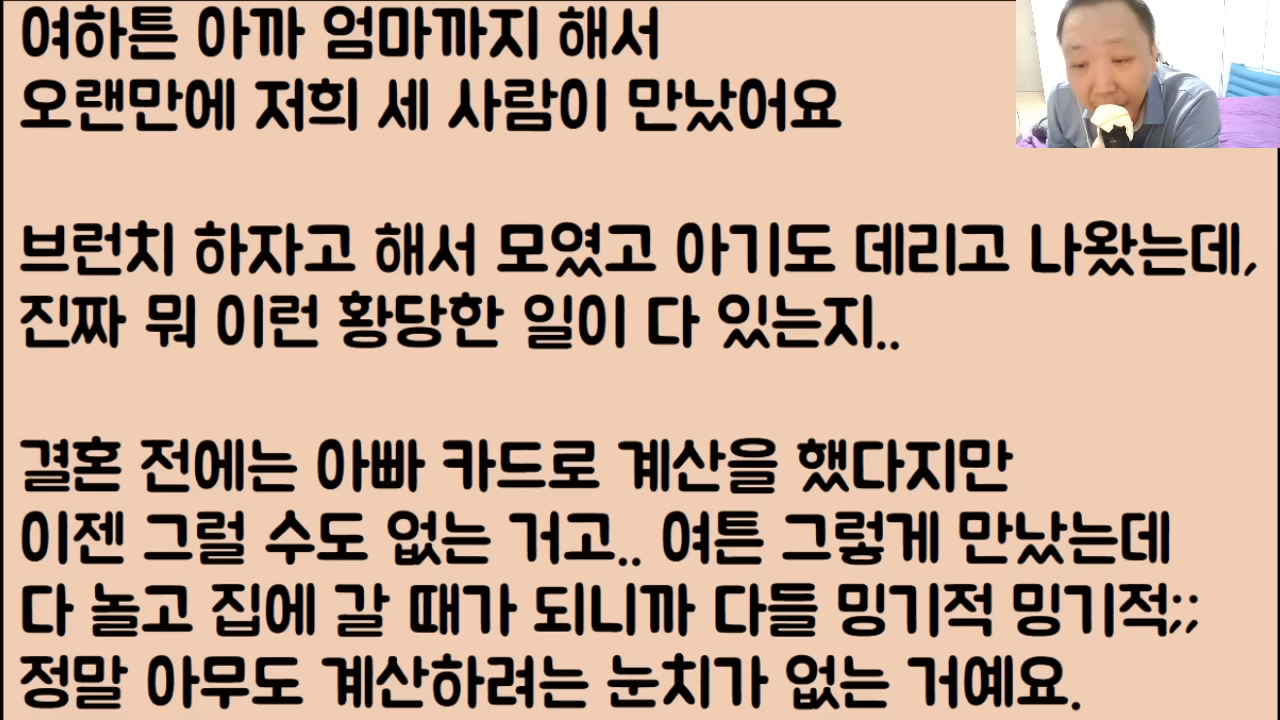 여하튼 아까 엄마까지 해서
오랜만에 저희 세 사람이 만났어요
브런치 하자고 해서 모였고 아기도 데리고 나왔는데,
진짜 뭐 이런 황당한 일이 다 있는지..
결혼 전에는 아빠 카드로 계산을 했다지만
이젠 그럴 수도 없는 거고.. 여튼 그렇게 만났는데
다 놀고 집에 갈 때가 되니까 다들 밍기적 밍기적;;
정말 아무도 계산하려는 눈치가 없는 거예요.